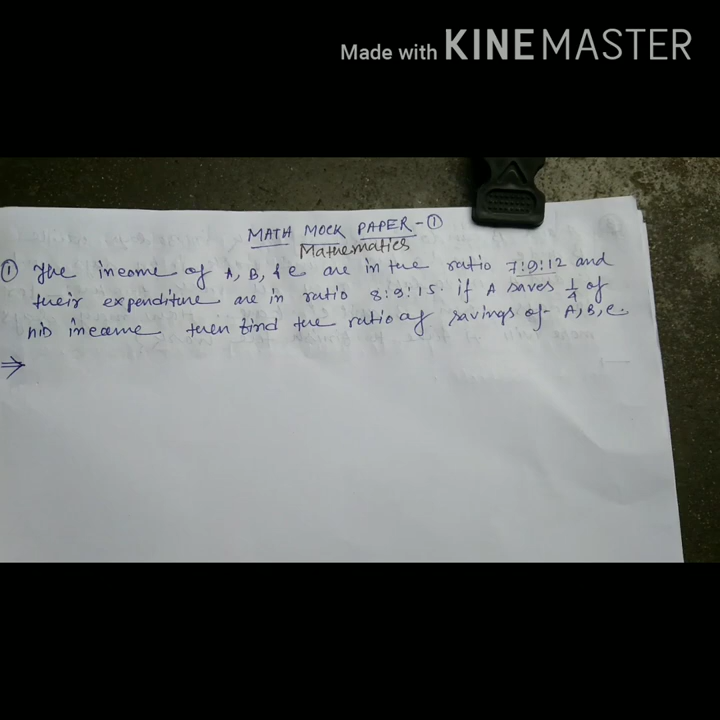 Made with KINEMASTER
MATH MOCK PAPER-①
Mathematics
① The income of A, B, & C are in the ratio 7:9:12 and
their expenditure are in ratio 8:9:15. if A saves 1/4 of
his income then find the ratio of savings of A, B, C.
⇒